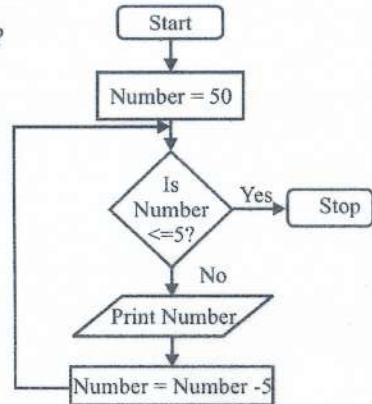 ?
Start
Number = 50
Is
Number
<=5?
Yes
Stop
No
Print Number
Number = Number -5